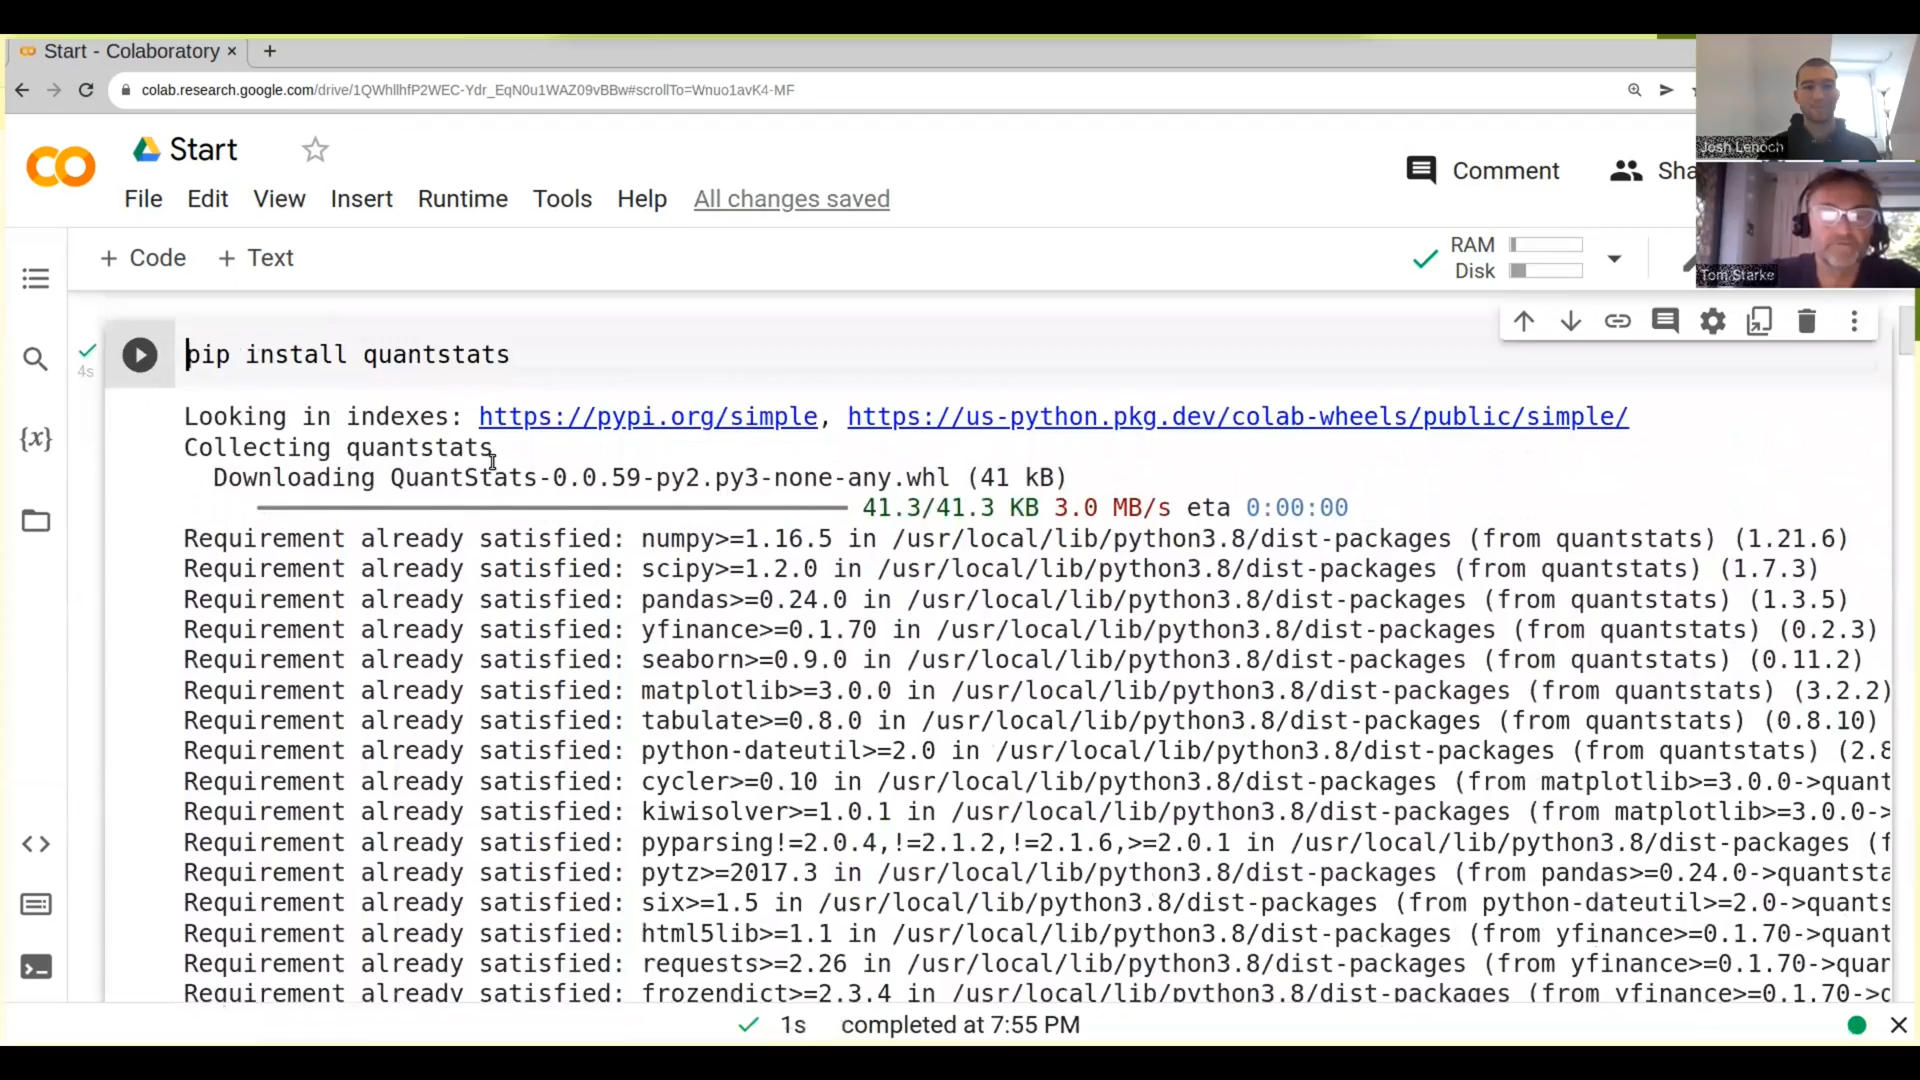 Start - Colaboratory
colab.research.google.com/drive/1QWhllhfP2WEC-Ydr_EqN0u1WAZ09vBBw#scrollTo=Wnuo1avK4-MF
Start
Comment
Sha
File Edit View Insert Runtime Tools Help All changes saved
Josh Lenoch
Tom Starke
+ Code + Text
RAM
Disk
4s
pip install quantstats
Looking in indexes: https://pypi.org/simple, https://us-python.pkg.dev/colab-wheels/public/simple/
Collecting quantstats
Downloading QuantStats-0.0.59-py2.py3-none-any.whl (41 kB)
41.3/41.3 KB 3.0 MB/s eta 0:00:00
Requirement already satisfied: numpy>=1.16.5 in /usr/local/lib/python3.8/dist-packages (from quantstats) (1.21.6)
Requirement already satisfied: scipy>=1.2.0 in /usr/local/lib/python3.8/dist-packages (from quantstats) (1.7.3)
Requirement already satisfied: pandas>=0.24.0 in /usr/local/lib/python3.8/dist-packages (from quantstats) (1.3.5)
Requirement already satisfied: yfinance>=0.1.70 in /usr/local/lib/python3.8/dist-packages (from quantstats) (0.2.3)
Requirement already satisfied: seaborn>=0.9.0 in /usr/local/lib/python3.8/dist-packages (from quantstats) (0.11.2)
Requirement already satisfied: matplotlib>=3.0.0 in /usr/local/lib/python3.8/dist-packages (from quantstats) (3.2.2)
Requirement already satisfied: tabulate>=0.8.0 in /usr/local/lib/python3.8/dist-packages (from quantstats) (0.8.10)
Requirement already satisfied: python-dateutil>=2.0 in /usr/local/lib/python3.8/dist-packages (from quantstats) (2.8
Requirement already satisfied: cycler>=0.10 in /usr/local/lib/python3.8/dist-packages (from matplotlib>=3.0.0->quant
Requirement already satisfied: kiwisolver>=1.0.1 in /usr/local/lib/python3.8/dist-packages (from matplotlib>=3.0.0->
Requirement already satisfied: pyparsing!=2.0.4,!=2.1.2,!=2.1.6,>=2.0.1 in /usr/local/lib/python3.8/dist-packages (f
Requirement already satisfied: pytz>=2017.3 in /usr/local/lib/python3.8/dist-packages (from pandas>=0.24.0->quantsta
Requirement already satisfied: six>=1.5 in /usr/local/lib/python3.8/dist-packages (from python-dateutil>=2.0->quants
Requirement already satisfied: html5lib>=1.1 in /usr/local/lib/python3.8/dist-packages (from yfinance>=0.1.70->quant
Requirement already satisfied: requests>=2.26 in /usr/local/lib/python3.8/dist-packages (from yfinance>=0.1.70->quan
Requirement already satisfied: frozendict>=2.3.4 in /usr/local/lib/python3.8/dist-packages (from yfinance>=0.1.70->q
1s completed at 7:55 PM